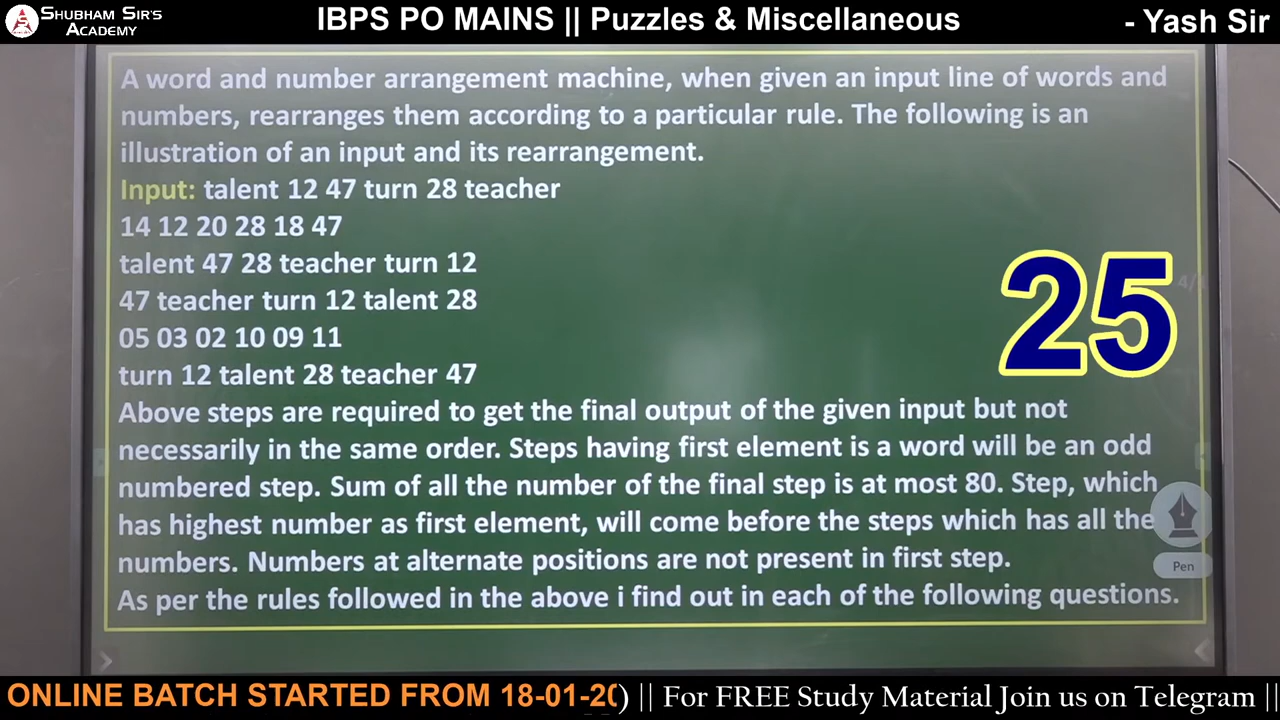 SHUBHAM SIR'S
ACADEMY
IBPS PO MAINS || Puzzles & Miscellaneous
- Yash Sir
A word and number arrangement machine, when given an input line of words and
numbers, rearranges them according to a particular rule. The following is an
illustration of an input and its rearrangement.
Input: talent 12 47 turn 28 teacher
14 12 20 28 18 47
talent 47 28 teacher turn 12
47 teacher turn 12 talent 28
05 03 02 10 09 11
turn 12 talent 28 teacher 47
25
Above steps are required to get the final output of the given input but not
necessarily in the same order. Steps having first element is a word will be an odd
numbered step. Sum of all the number of the final step is at most 80. Step, which
has highest number as first element, will come before the steps which has all the
numbers. Numbers at alternate positions are not present in first step.
As per the rules followed in the above i find out in each of the following questions.
Pen
ONLINE BATCH STARTED FROM 18-01-20
) || For FREE Study Material Join us on Telegram ||